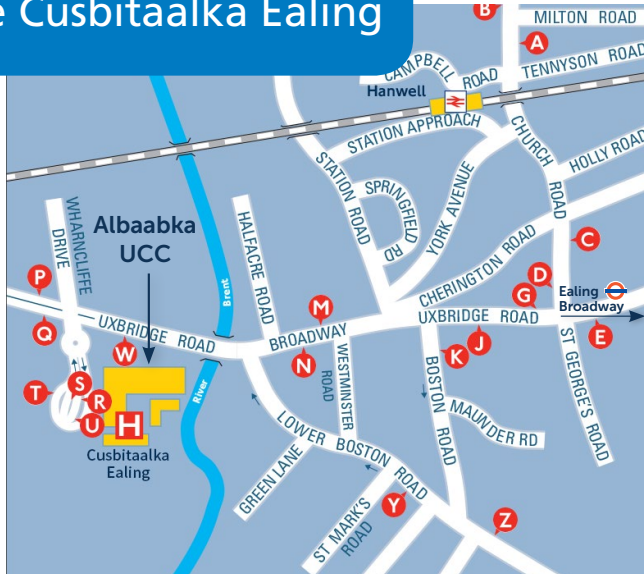 e Cusbitaalka Ealing
B
MILTON ROAD
A
CAMPBELL ROAD
TENNYSON ROAD
Hanwell
STATION APPROACH
CHURCH ROAD
STATION ROAD
HOLLY ROAD
SPRINGFIELD RD
YORK AVENUE
WHARNCLIFFE DRIVE
HALFACRE ROAD
Albaabka
UCC
CHERINGTON ROAD
C
D
P
Brent
M
G
Ealing
Broadway
UXBRIDGE ROAD
BROADWAY
UXBRIDGE ROAD
Q
W
N
K
J
E
WESTMINSTER ROAD
BOSTON ROAD
ST GEORGE'S ROAD
S
T
R
U
H
River
Cusbitaalka
Ealing
MAUNDER RD
LOWER BOSTON ROAD
GREEN LANE
ST MARK'S ROAD
Y
Z